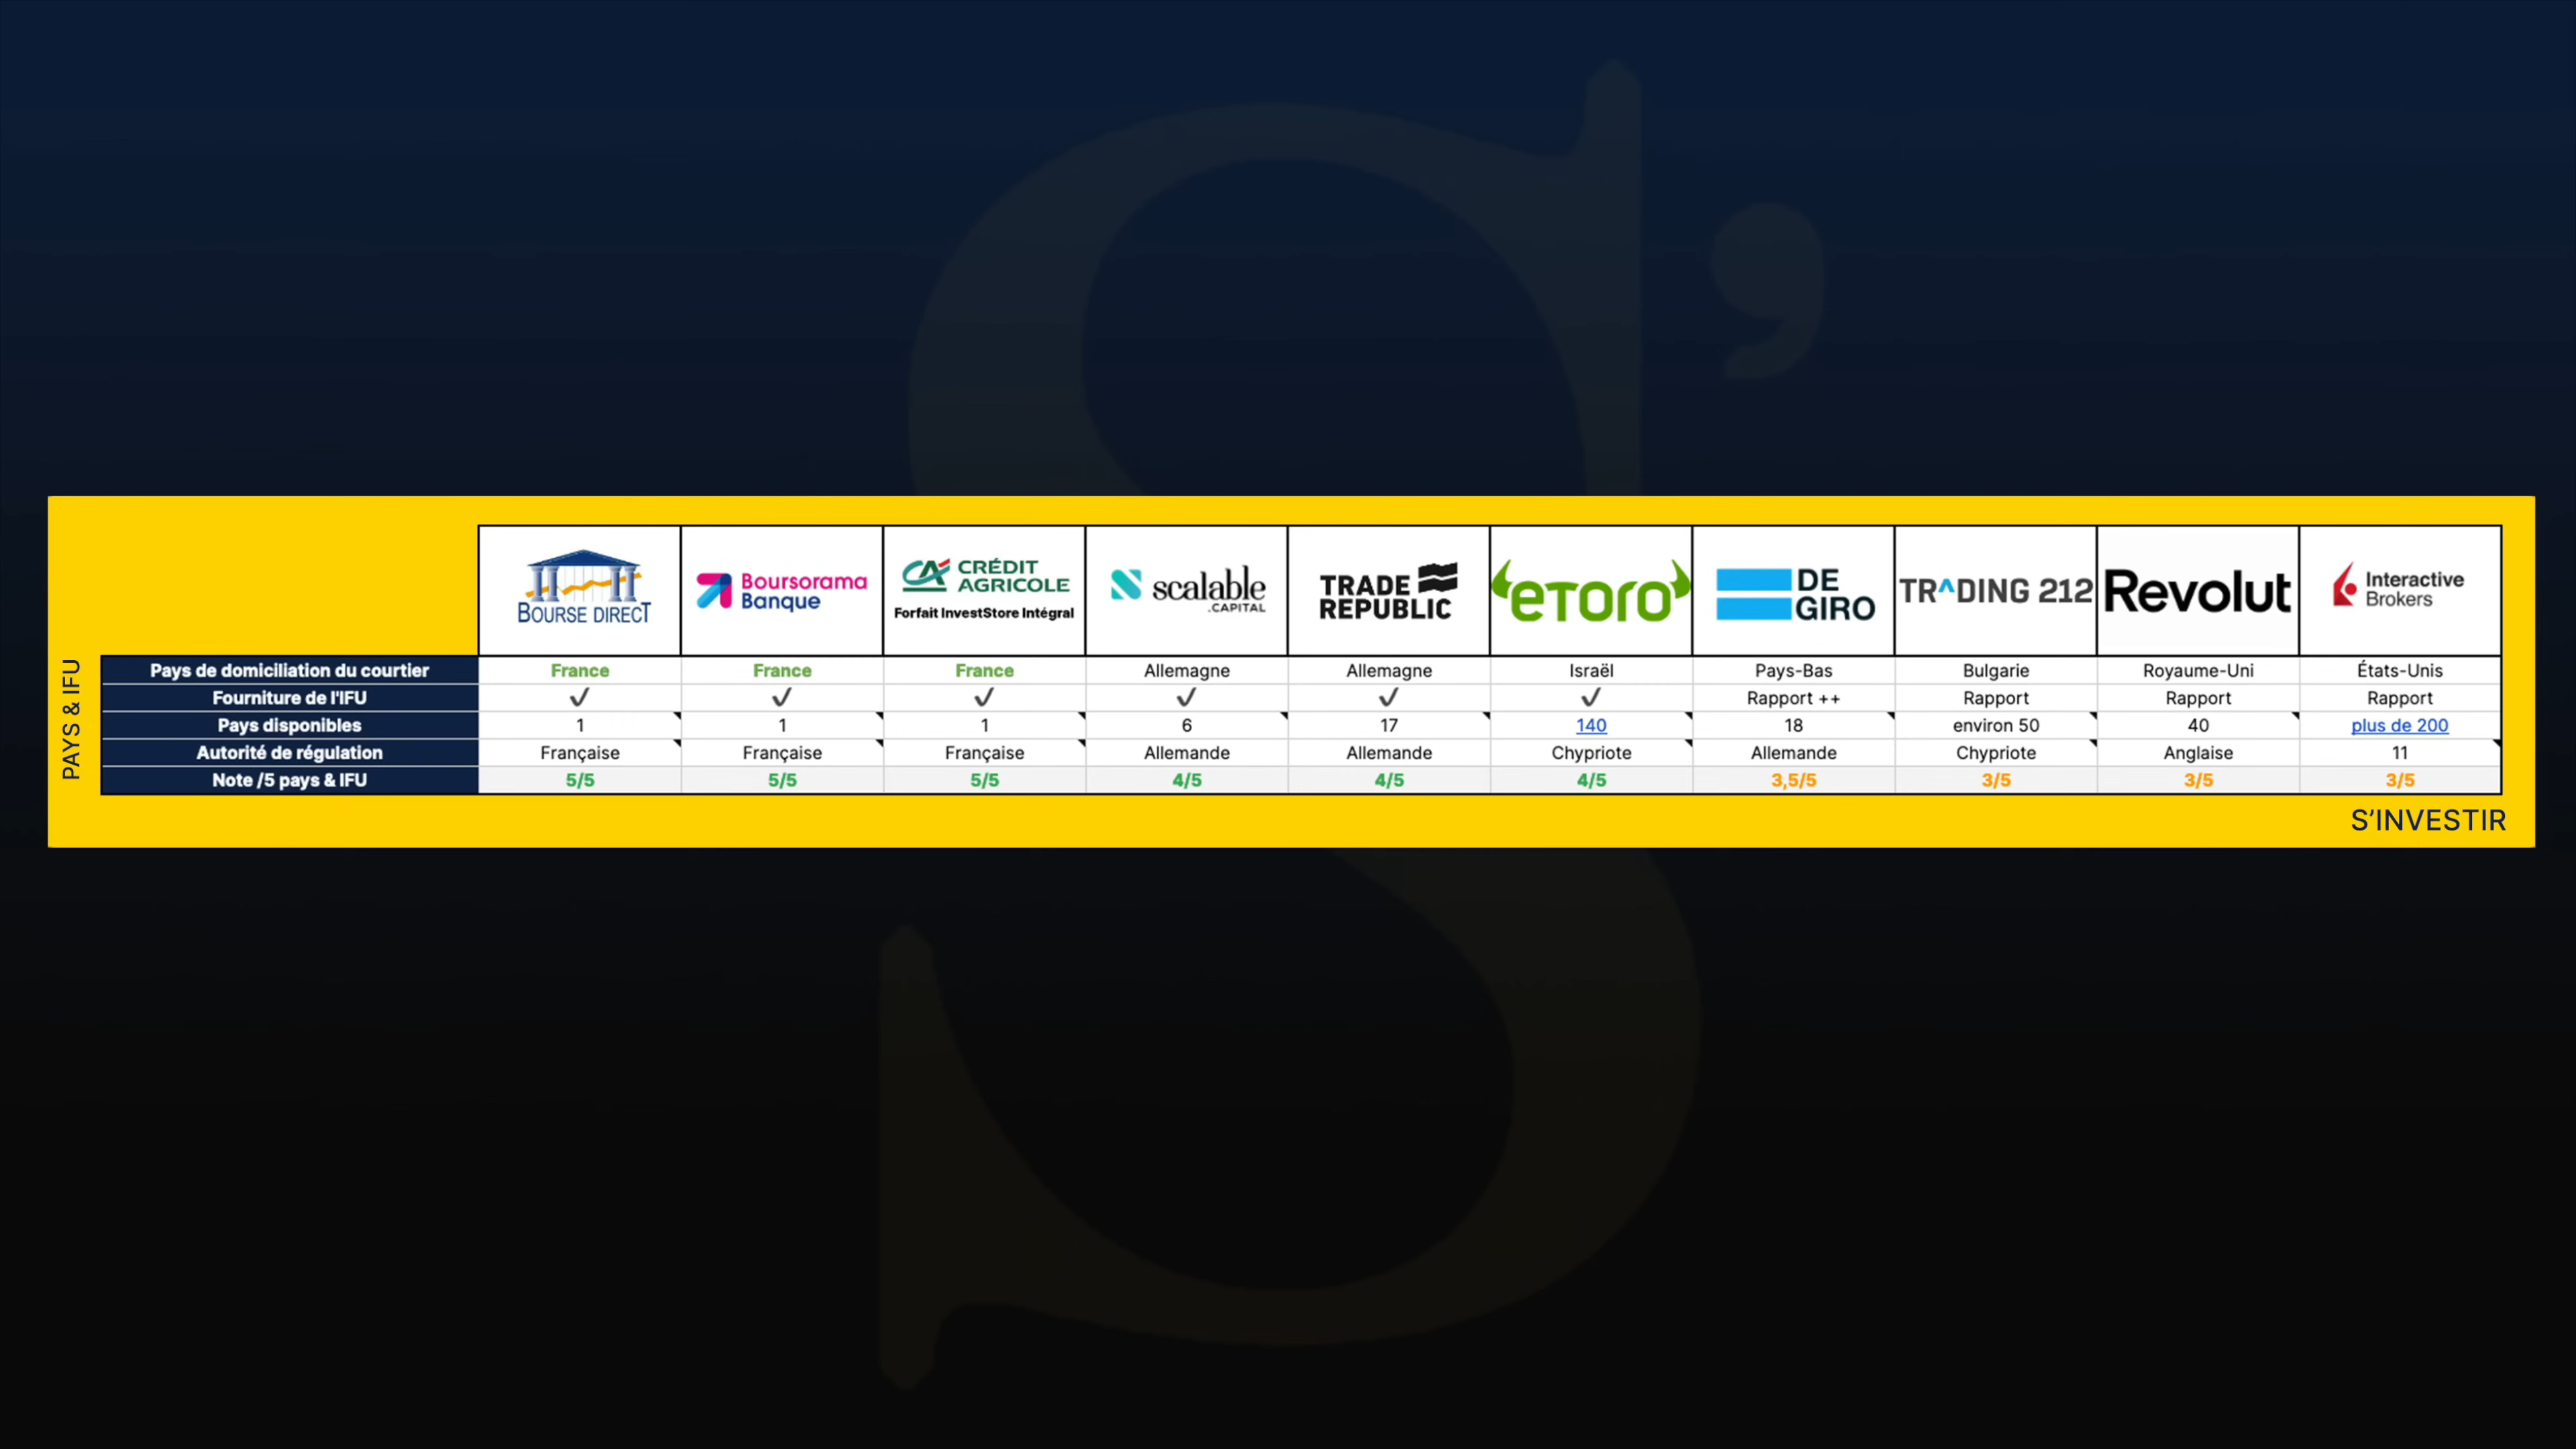 BOURSE DIRECT
Boursorama
Banque
CRÉDIT
AGRICOLE
Forfait InvestStore Intégral
scalable
.CAPITAL
TRADE
REPUBLIC
eTORO
DE
GIRO
TRADING 212
Revolut
Interactive
Brokers
PAYS & IFU
Pays de domiciliation du courtier France France France Allemagne Allemagne Israël Pays-Bas Bulgarie Royaume-Uni États-Unis
Fourniture de l'IFU ✓ ✓ ✓ ✓ ✓ ✓ Rapport ++ Rapport Rapport Rapport
Pays disponibles 1 1 1 6 17 140 18 environ 50 40 plus de 200
Autorité de régulation Française Française Française Allemande Allemande Chypriote Allemande Chypriote Anglaise 11
Note /5 pays & IFU 5/5 5/5 5/5 4/5 4/5 4/5 3,5/5 3/5 3/5 3/5
S'INVESTIR